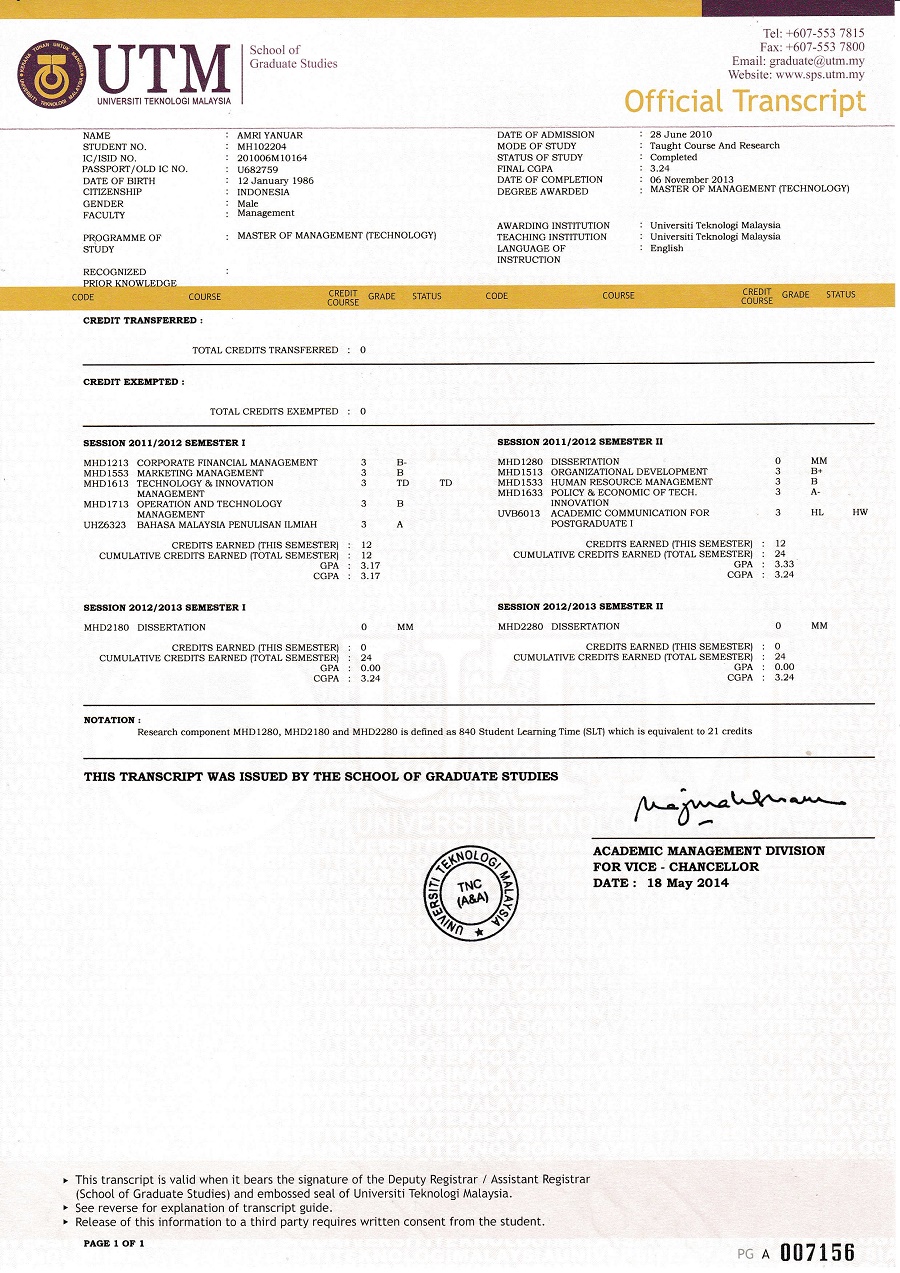 UTM
UNIVERSITI TEKNOLOGI MALAYSIA
School of
Graduate Studies
Tel: +607-553 7815
Fax: +607-553 7800
Email: graduate@utm.my
Website: www.sps.utm.my
Official Transcript
NAME : AMRI YANUAR
STUDENT NO. : MH102204
IC/ISID NO. : 201006M10164
PASSPORT/OLD IC NO. : U682759
DATE OF BIRTH : 12 January 1986
CITIZENSHIP : INDONESIA
GENDER : Male
FACULTY : Management
PROGRAMME OF : MASTER OF MANAGEMENT (TECHNOLOGY)
STUDY
RECOGNIZED :
PRIOR KNOWLEDGE
DATE OF ADMISSION : 28 June 2010
MODE OF STUDY : Taught Course And Research
STATUS OF STUDY : Completed
FINAL CGPA : 3.24
DATE OF COMPLETION : 06 November 2013
DEGREE AWARDED : MASTER OF MANAGEMENT (TECHNOLOGY)
AWARDING INSTITUTION : Universiti Teknologi Malaysia
TEACHING INSTITUTION : Universiti Teknologi Malaysia
LANGUAGE OF : English
INSTRUCTION
CODE COURSE CREDIT COURSE GRADE STATUS CODE COURSE CREDIT COURSE GRADE STATUS
CREDIT TRANSFERRED :
TOTAL CREDITS TRANSFERRED : 0
CREDIT EXEMPTED :
TOTAL CREDITS EXEMPTED : 0
SESSION 2011/2012 SEMESTER I
MHD1213 CORPORATE FINANCIAL MANAGEMENT 3 B-
MHD1553 MARKETING MANAGEMENT 3 B
MHD1613 TECHNOLOGY & INNOVATION 3 TD TD
MANAGEMENT
MHD1713 OPERATION AND TECHNOLOGY 3 B
MANAGEMENT
UHZ6323 BAHASA MALAYSIA PENULISAN ILMIAH 3 A
CREDITS EARNED (THIS SEMESTER) : 12
CUMULATIVE CREDITS EARNED (TOTAL SEMESTER) : 12
GPA : 3.17
CGPA : 3.17
SESSION 2011/2012 SEMESTER II
MHD1280 DISSERTATION 0 MM
MHD1513 ORGANIZATIONAL DEVELOPMENT 3 B+
MHD1533 HUMAN RESOURCE MANAGEMENT 3 B
MHD1633 POLICY & ECONOMIC OF TECH. 3 A-
INNOVATION
UVB6013 ACADEMIC COMMUNICATION FOR 3 HL HW
POSTGRADUATE I
CREDITS EARNED (THIS SEMESTER) : 12
CUMULATIVE CREDITS EARNED (TOTAL SEMESTER) : 24
GPA : 3.33
CGPA : 3.24
SESSION 2012/2013 SEMESTER I
MHD2180 DISSERTATION 0 MM
CREDITS EARNED (THIS SEMESTER) : 0
CUMULATIVE CREDITS EARNED (TOTAL SEMESTER) : 24
GPA : 0.00
CGPA : 3.24
SESSION 2012/2013 SEMESTER II
MHD2280 DISSERTATION 0 MM
CREDITS EARNED (THIS SEMESTER) : 0
CUMULATIVE CREDITS EARNED (TOTAL SEMESTER) : 24
GPA : 0.00
CGPA : 3.24
NOTATION :
Research component MHD1280, MHD2180 and MHD2280 is defined as 840 Student Learning Time (SLT) which is equivalent to 21 credits
THIS TRANSCRIPT WAS ISSUED BY THE SCHOOL OF GRADUATE STUDIES
ACADEMIC MANAGEMENT DIVISION
FOR VICE - CHANCELLOR
DATE : 18 May 2014
UNIVERSITI TEKNOLOGI MALAYSIA
TNC
(A&A)
▸ This transcript is valid when it bears the signature of the Deputy Registrar / Assistant Registrar
(School of Graduate Studies) and embossed seal of Universiti Teknologi Malaysia.
▸ See reverse for explanation of transcript guide.
▸ Release of this information to a third party requires written consent from the student.
PAGE 1 OF 1
PG A 007156